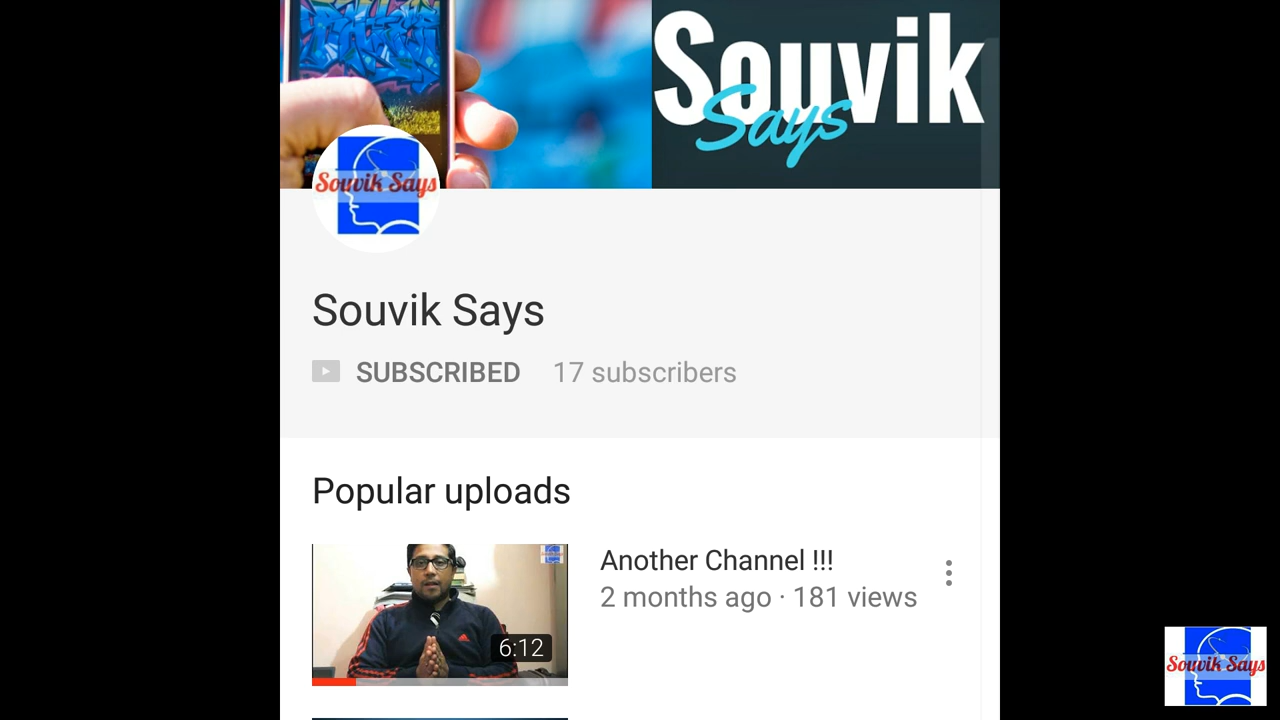 Souvik
Says
Souvik Says
Souvik Says
SUBSCRIBED 17 subscribers
Popular uploads
Another Channel !!!
2 months ago · 181 views
6:12
Souvik Says